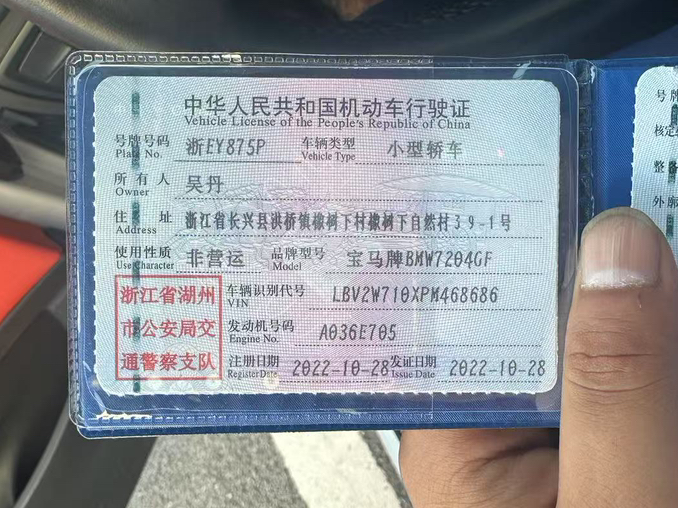 中华人民共和国机动车行驶证
Vehicle License of the People's Republic of China
号牌号码 浙EY875P 车辆类型 小型轿车
Plate No. Vehicle Type
所有人 吴丹
Owner
住址 浙江省长兴县洪桥镇橡树下村橡树下自然村39-1号
Address
使用性质 非营运 品牌型号 宝马牌BMW7204GF
Use Character Model
浙江省湖州
市公安局交
通警察支队
车辆识别代号 LBV2W710XPM468686
VIN
发动机号码 A036E705
Engine No.
注册日期 2022-10-28 发证日期 2022-10-28
Register Date Issue Date
号牌
核定
整备
外廓